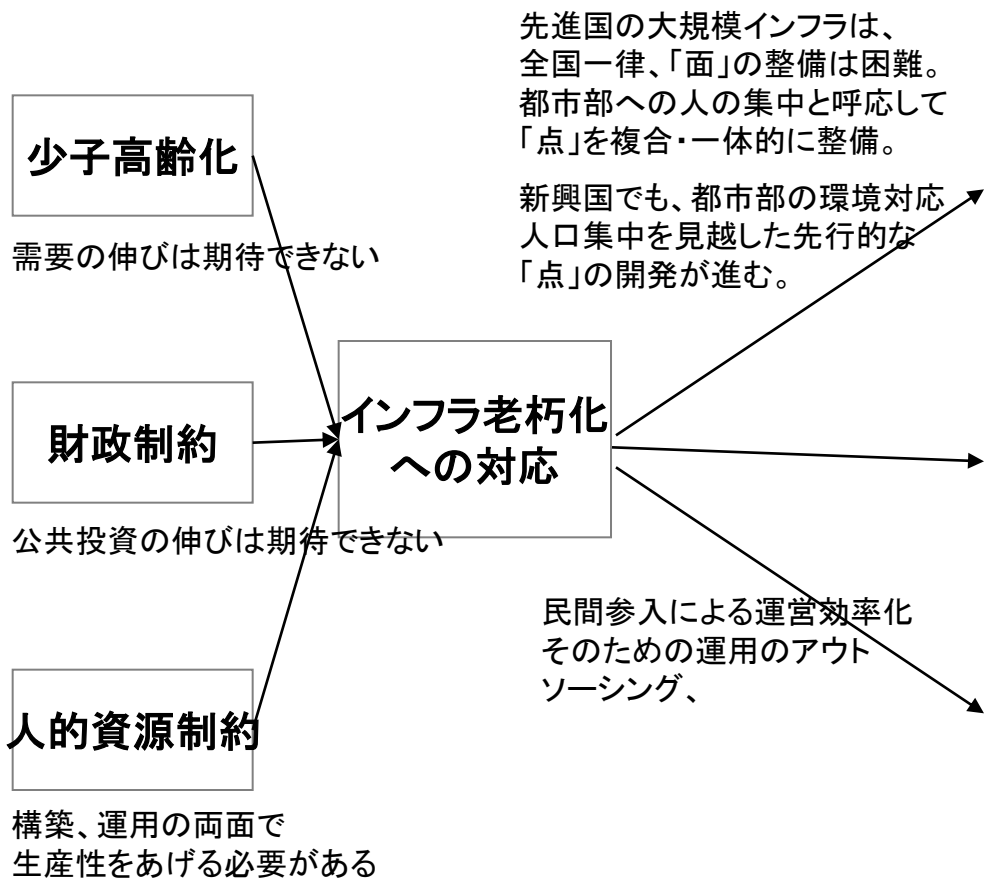 先進国の大規模インフラは、
全国一律、「面」の整備は困難。
都市部への人の集中と呼応して
「点」を複合・一体的に整備。
新興国でも、都市部の環境対応
人口集中を見越した先行的な
「点」の開発が進む。
少子高齢化
需要の伸びは期待できない
財政制約
公共投資の伸びは期待できない
人的資源制約
構築、運用の両面で
生産性をあげる必要がある
インフラ老朽化
への対応
民間参入による運営効率化
そのための運用のアウト
ソーシング、